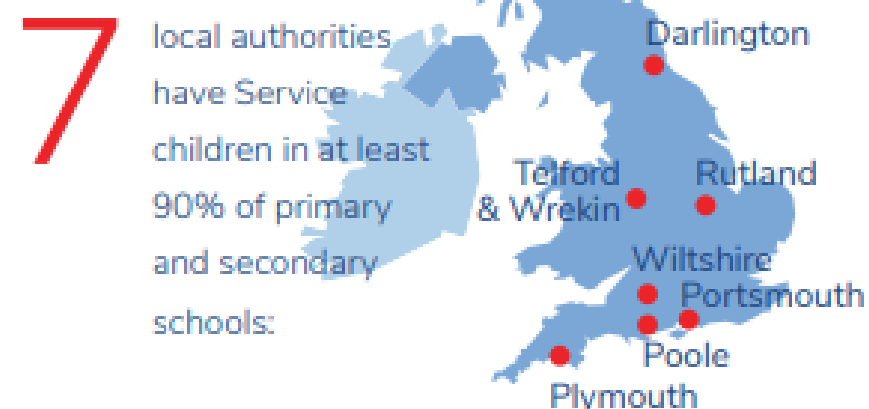 7
local authorities
have Service
children in at least
90% of primary
and secondary
schools:
Darlington
Telford
& Wrekin
Rutland
Wiltshire
Portsmouth
Poole
Plymouth